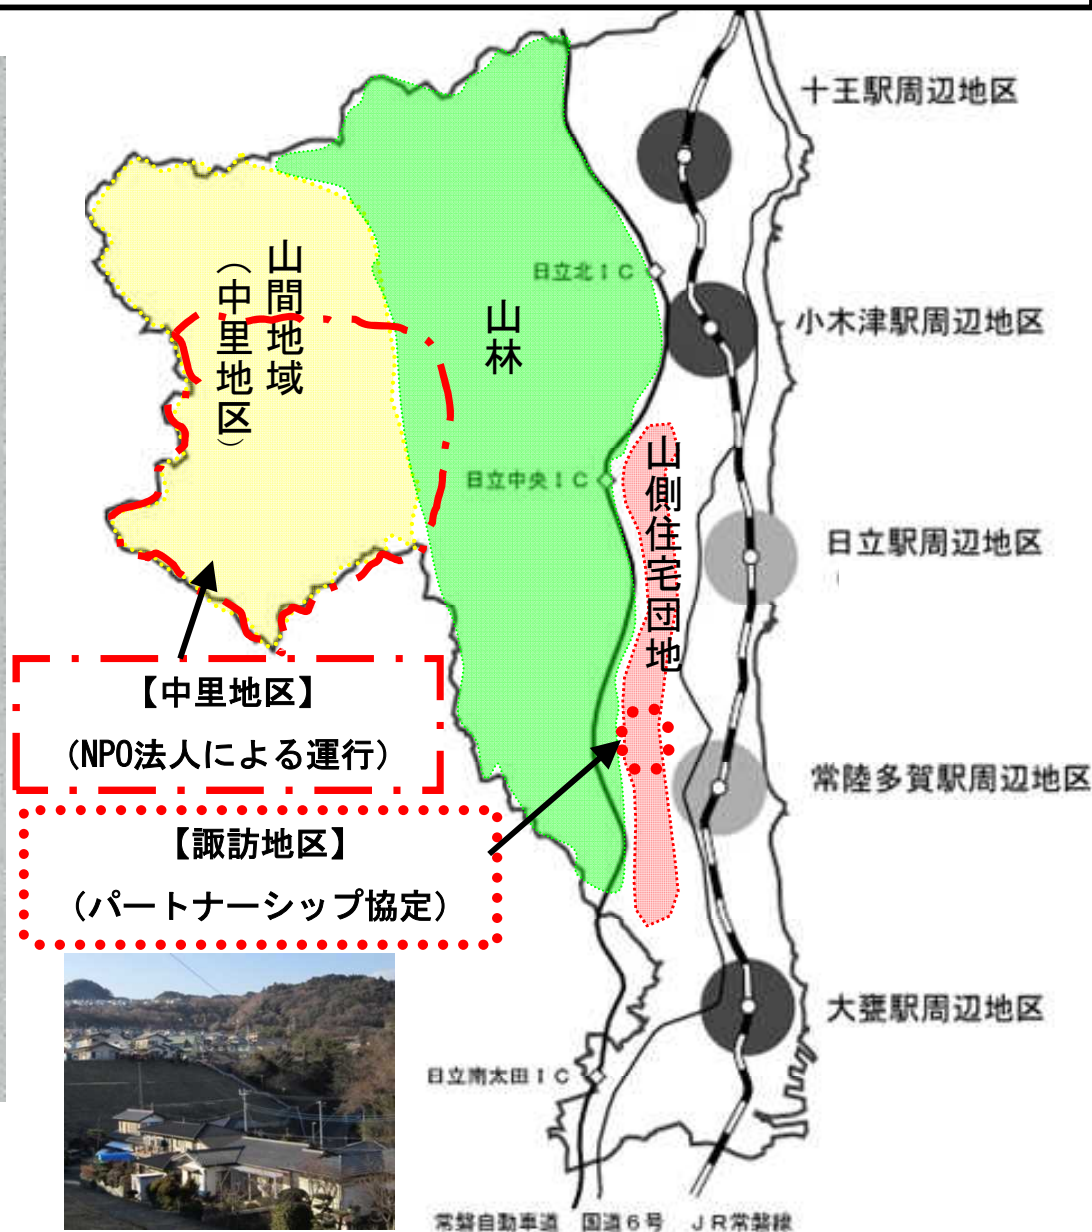 十王駅周辺地区
日立北IC
小木津駅周辺地区
山間地域
(中里地区)
山林
日立中央IC
山側住宅団地
日立駅周辺地区
【中里地区】
(NPO法人による運行)
常陸多賀駅周辺地区
【諏訪地区】
(パートナーシップ協定)
大甕駅周辺地区
日立南太田IC
常磐自動車道 国道6号 JR常磐線